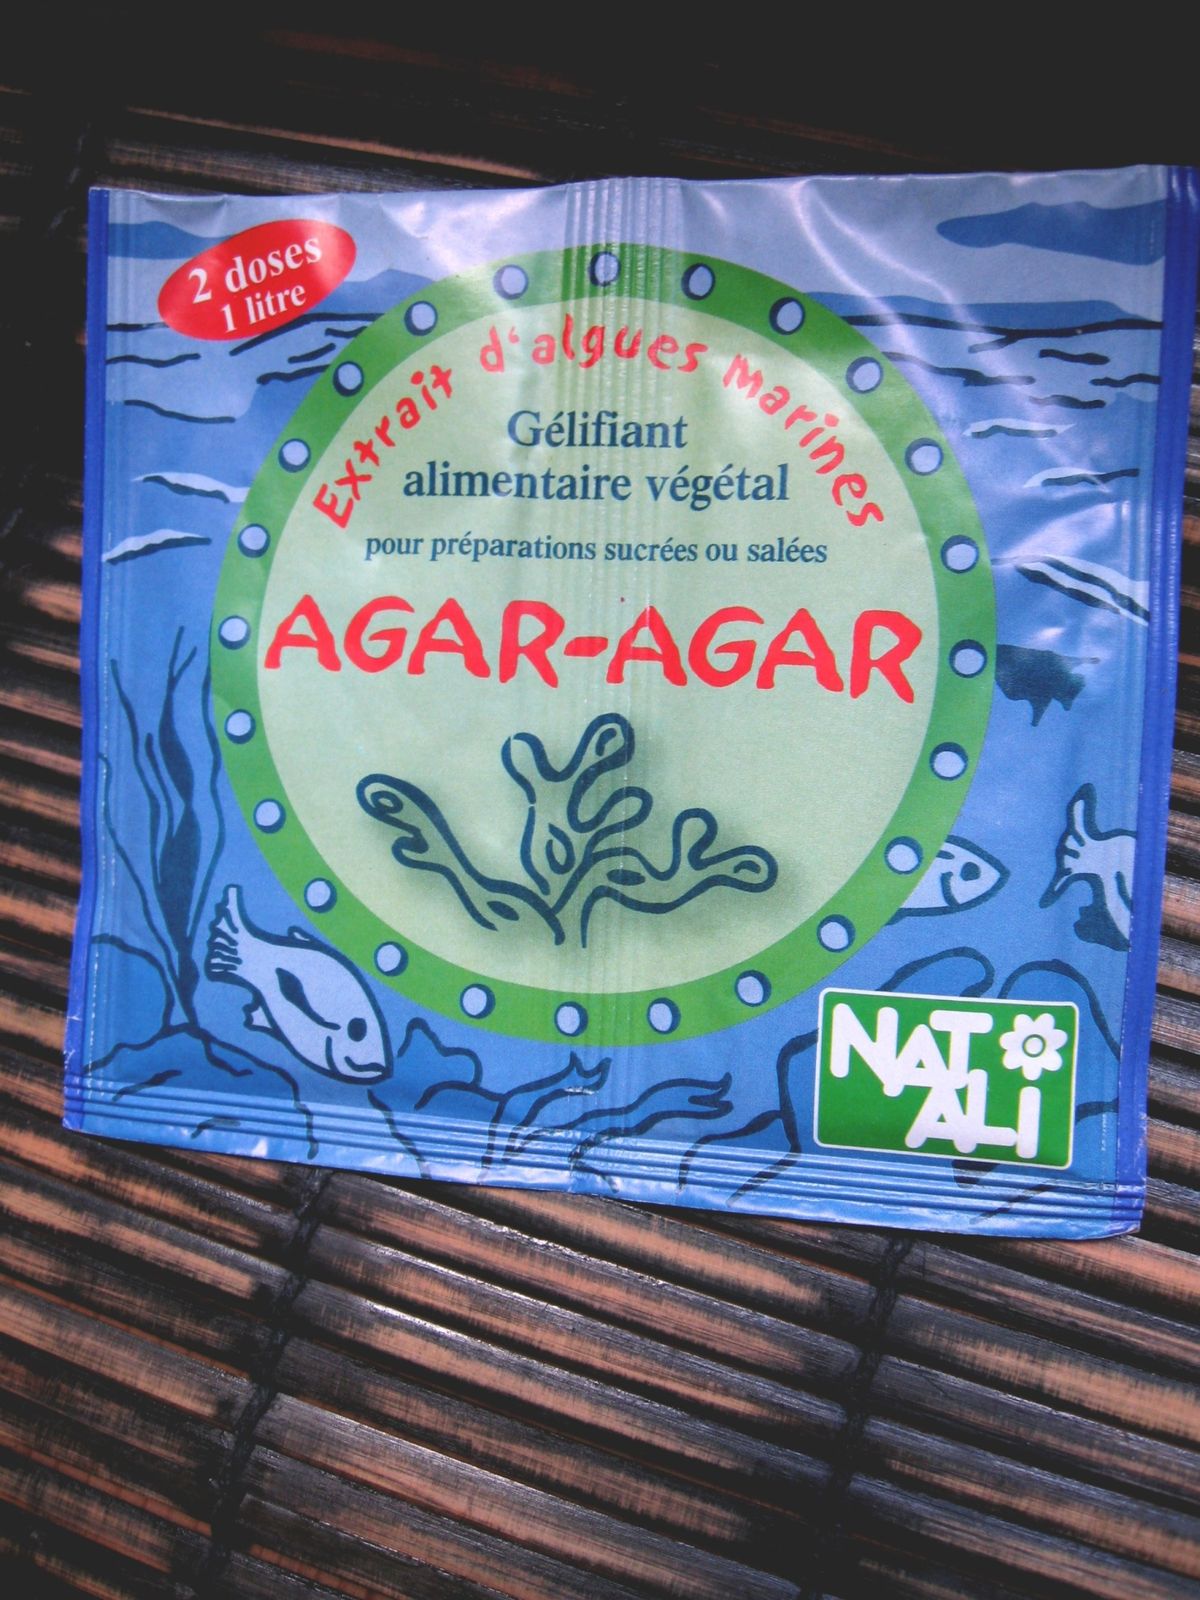 2 doses
1 litre
Extrait d'algues marines
Gélifiant
alimentaire végétal
pour préparations sucrées ou salées
AGAR-AGAR
NAT
ALI